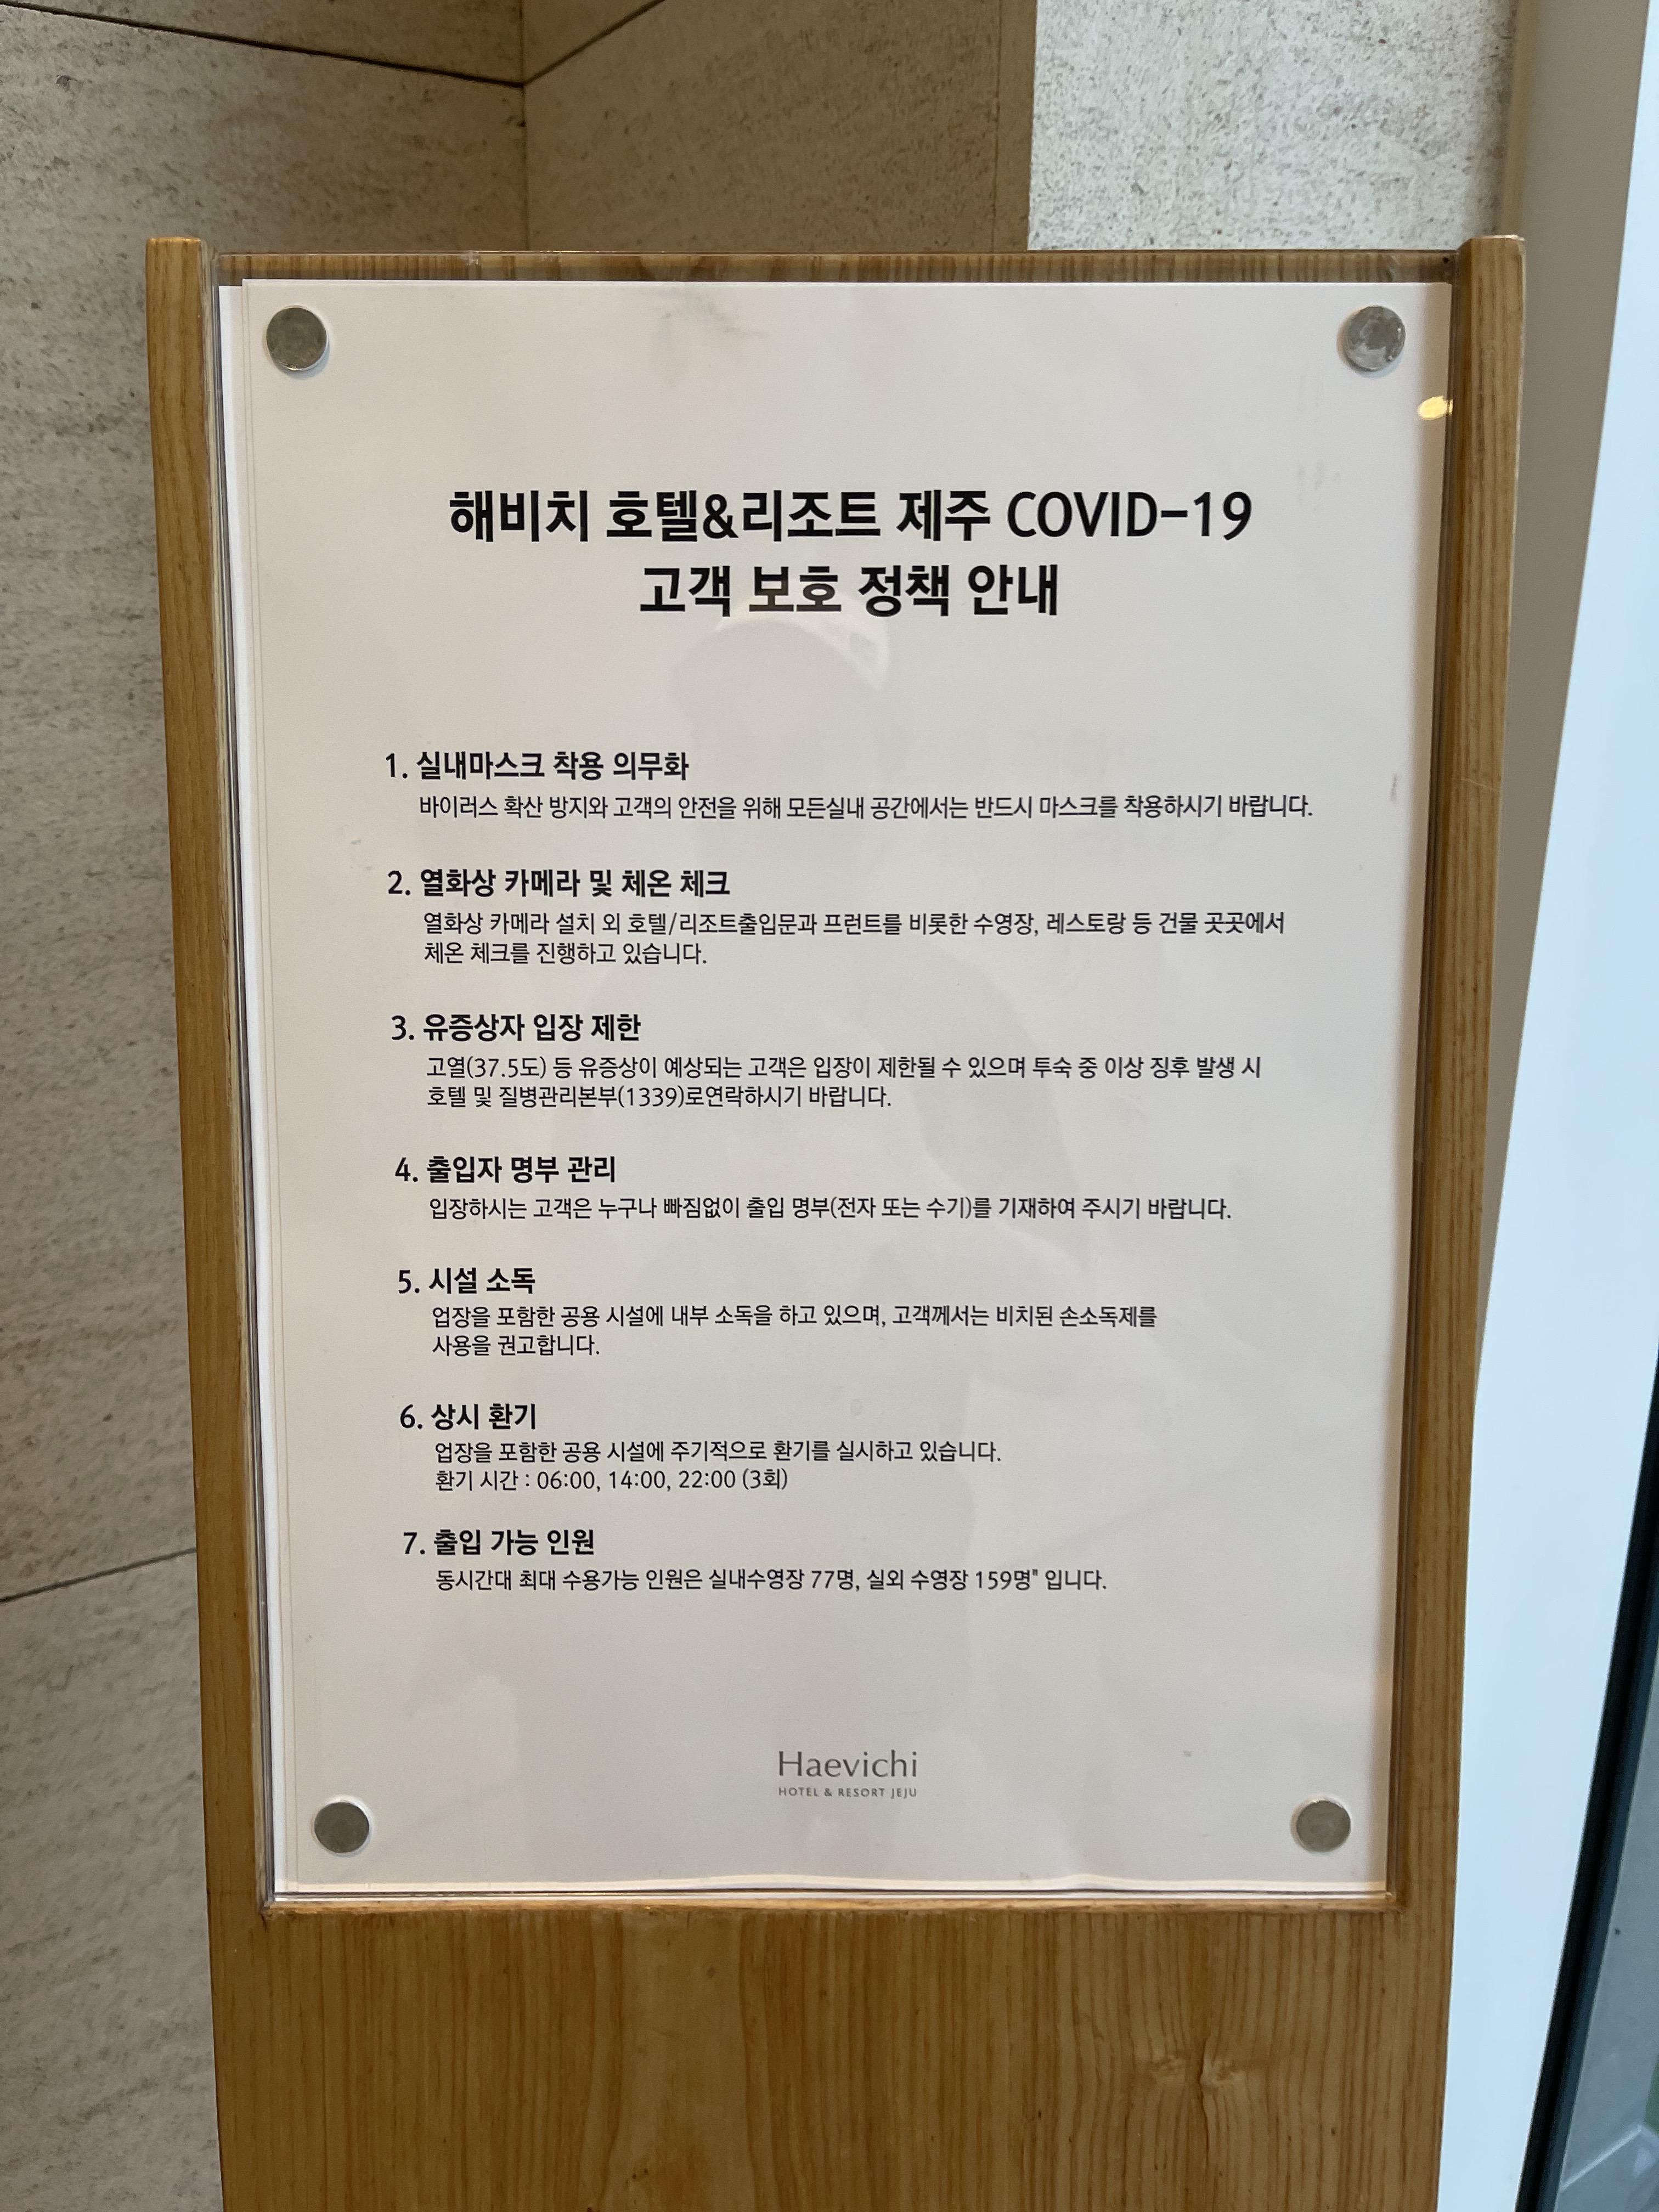 해비치 호텔&리조트 제주 COVID-19
고객 보호 정책 안내
1. 실내마스크 착용 의무화
바이러스 확산 방지와 고객의 안전을 위해 모든실내 공간에서는 반드시 마스크를 착용하시기 바랍니다.
2. 열화상 카메라 및 체온 체크
열화상 카메라 설치 외 호텔/리조트출입문과 프런트를 비롯한 수영장, 레스토랑 등 건물 곳곳에서
체온 체크를 진행하고 있습니다.
3. 유증상자 입장 제한
고열(37.5도) 등 유증상이 예상되는 고객은 입장이 제한될 수 있으며 투숙 중 이상 징후 발생 시
호텔 및 질병관리본부(1339)로연락하시기 바랍니다.
4. 출입자 명부 관리
입장하시는 고객은 누구나 빠짐없이 출입 명부(전자 또는 수기)를 기재하여 주시기 바랍니다.
5. 시설 소독
업장을 포함한 공용 시설에 내부 소독을 하고 있으며, 고객께서는 비치된 손소독제를
사용을 권고합니다.
6. 상시 환기
업장을 포함한 공용 시설에 주기적으로 환기를 실시하고 있습니다.
환기 시간 : 06:00, 14:00, 22:00 (3회)
7. 출입 가능 인원
동시간대 최대 수용가능 인원은 실내수영장 77명, 실외 수영장 159명" 입니다.
Haevichi
HOTEL & RESORT JEJU